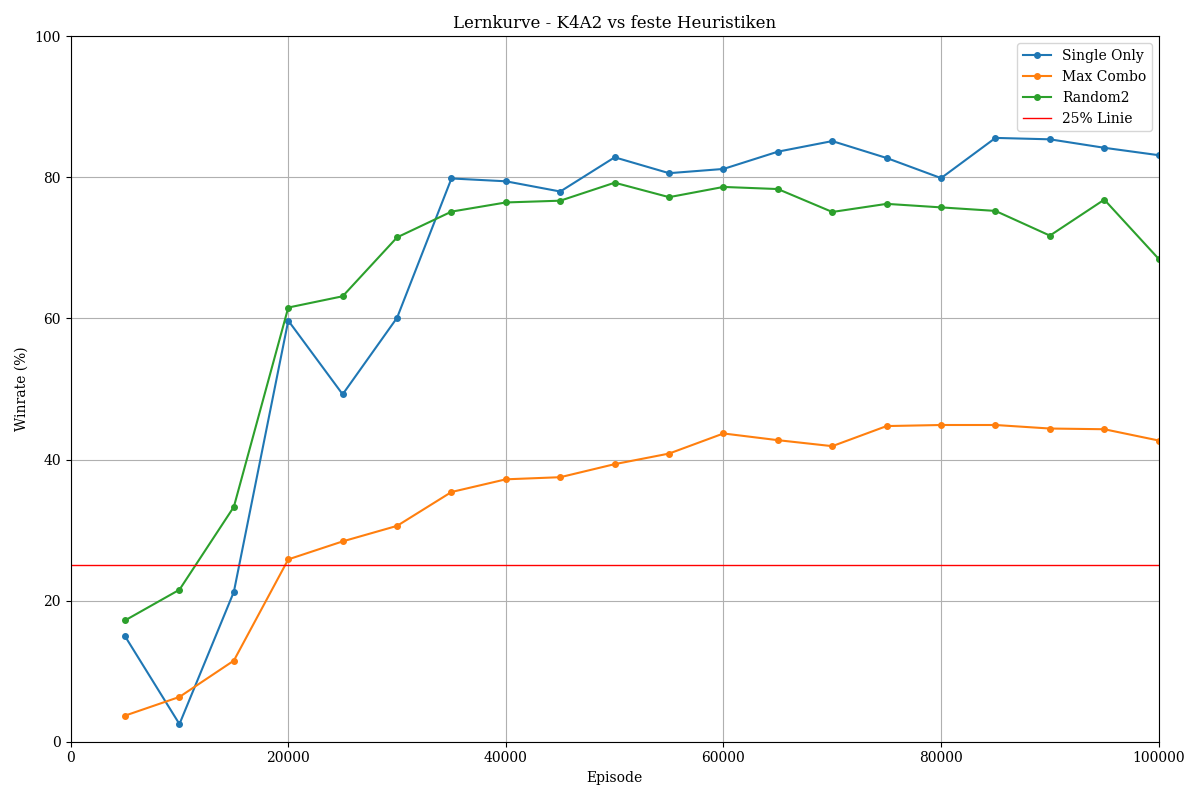 Lernkurve - K4A2 vs feste Heuristiken
100
80
60
40
20
0
Winrate (%)
Single Only
Max Combo
Random2
25% Linie
0 20000 40000 60000 80000 100000
Episode